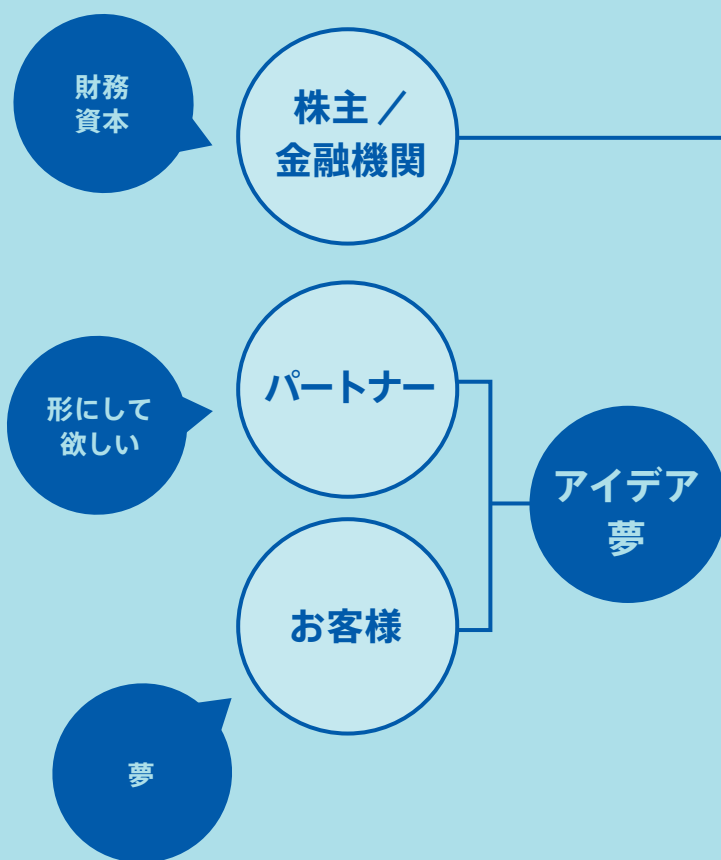 財務
資本
株主／
金融機関
形にして
欲しい
パートナー
アイデア
夢
お客様
夢